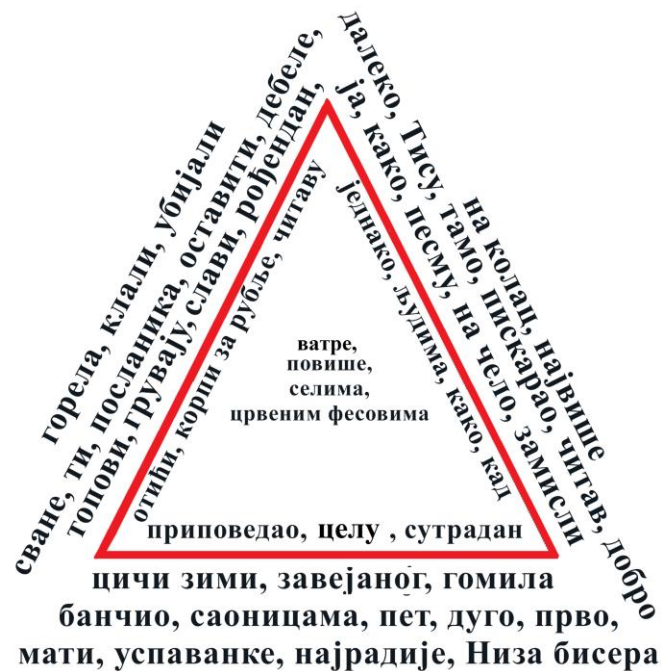 горела, клали, убијали
сване, ти, посланика, оставити, дебеле,
топови, грувају, слави, рођендан,
отићи, корпи за рубље, читаву
далеко, Тису, тамо, пискарао, читав, добро
ја, како, песму, на чело, замисли
на колац, највише
једнако, људима, како, кад
ватре,
повише,
селима,
црвеним фесовима
приповедао, целу , сутрадан
цичи зими, завејаног, гомила
банчио, саоницама, пет, дуго, прво,
мати, успаванке, најрадије, Низа бисера